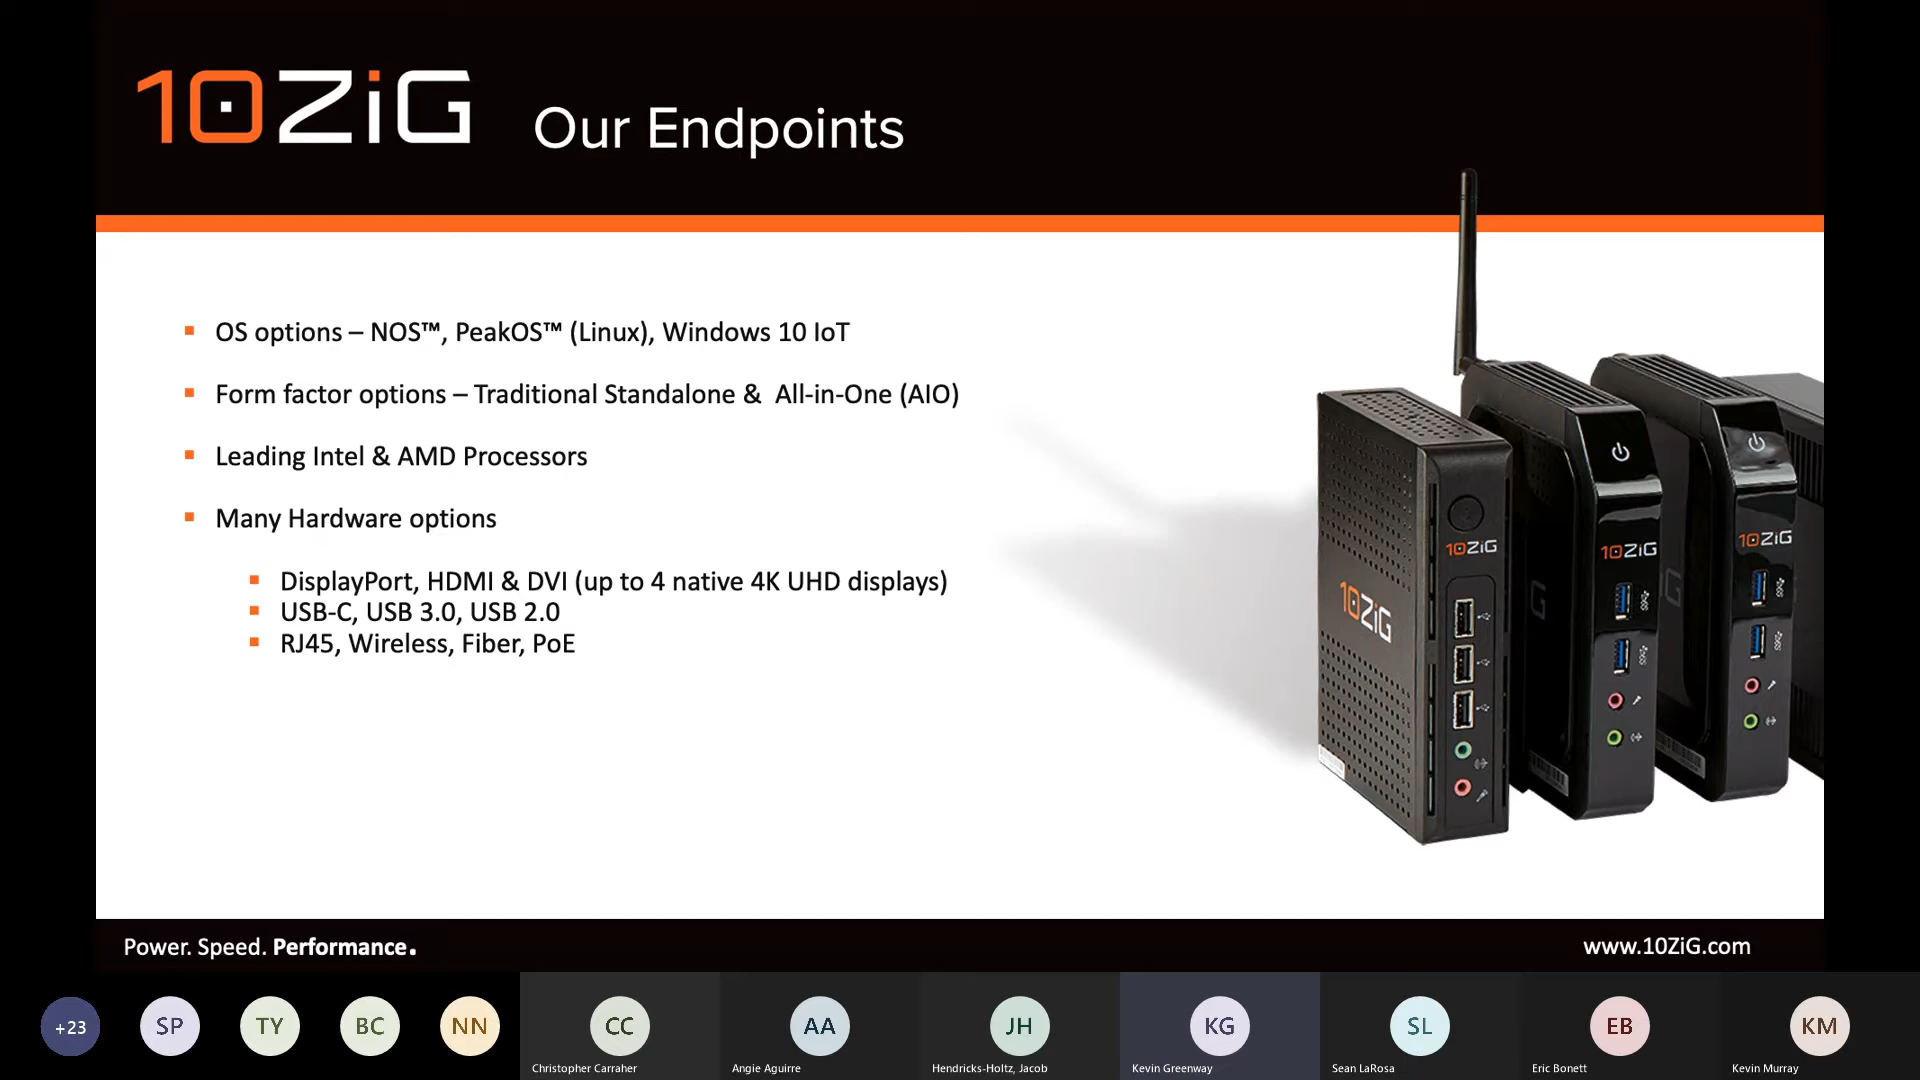 10ZiG
Our Endpoints
OS options – NOS™, PeakOS™ (Linux), Windows 10 IoT
Form factor options – Traditional Standalone & All-in-One (AIO)
Leading Intel & AMD Processors
Many Hardware options
DisplayPort, HDMI & DVI (up to 4 native 4K UHD displays)
USB-C, USB 3.0, USB 2.0
RJ45, Wireless, Fiber, PoE
10ZiG
10ZiG
10ZiG
10ZiG
Power. Speed. Performance.
www.10ZiG.com
+23
SP
TY
BC
NN
CC
AA
JH
KG
SL
EB
KM
Christopher Carraher
Angie Aguirre
Hendricks-Holtz, Jacob
Kevin Greenway
Sean LaRosa
Eric Bonett
Kevin Murray